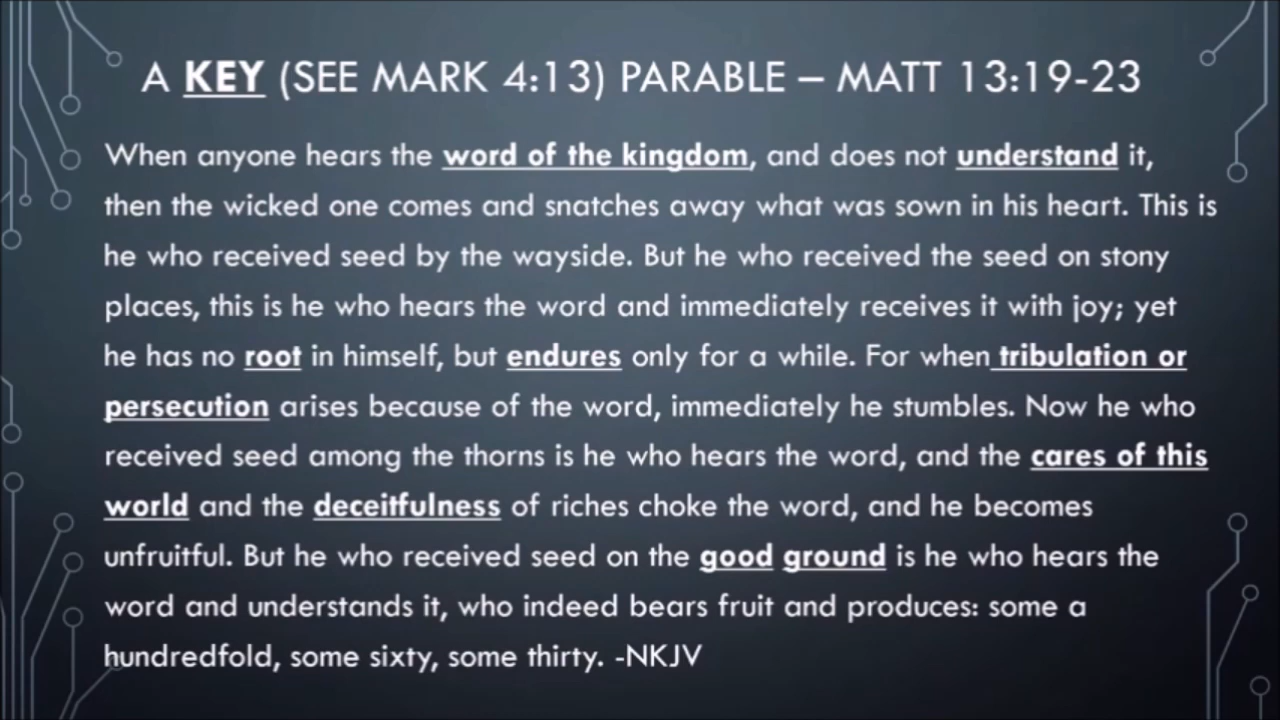 A KEY (SEE MARK 4:13) PARABLE – MATT 13:19-23
When anyone hears the word of the kingdom, and does not understand it,
then the wicked one comes and snatches away what was sown in his heart. This is
he who received seed by the wayside. But he who received the seed on stony
places, this is he who hears the word and immediately receives it with joy; yet
he has no root in himself, but endures only for a while. For when tribulation or
persecution arises because of the word, immediately he stumbles. Now he who
received seed among the thorns is he who hears the word, and the cares of this
world and the deceitfulness of riches choke the word, and he becomes
unfruitful. But he who received seed on the good ground is he who hears the
word and understands it, who indeed bears fruit and produces: some a
hundredfold, some sixty, some thirty. -NKJV